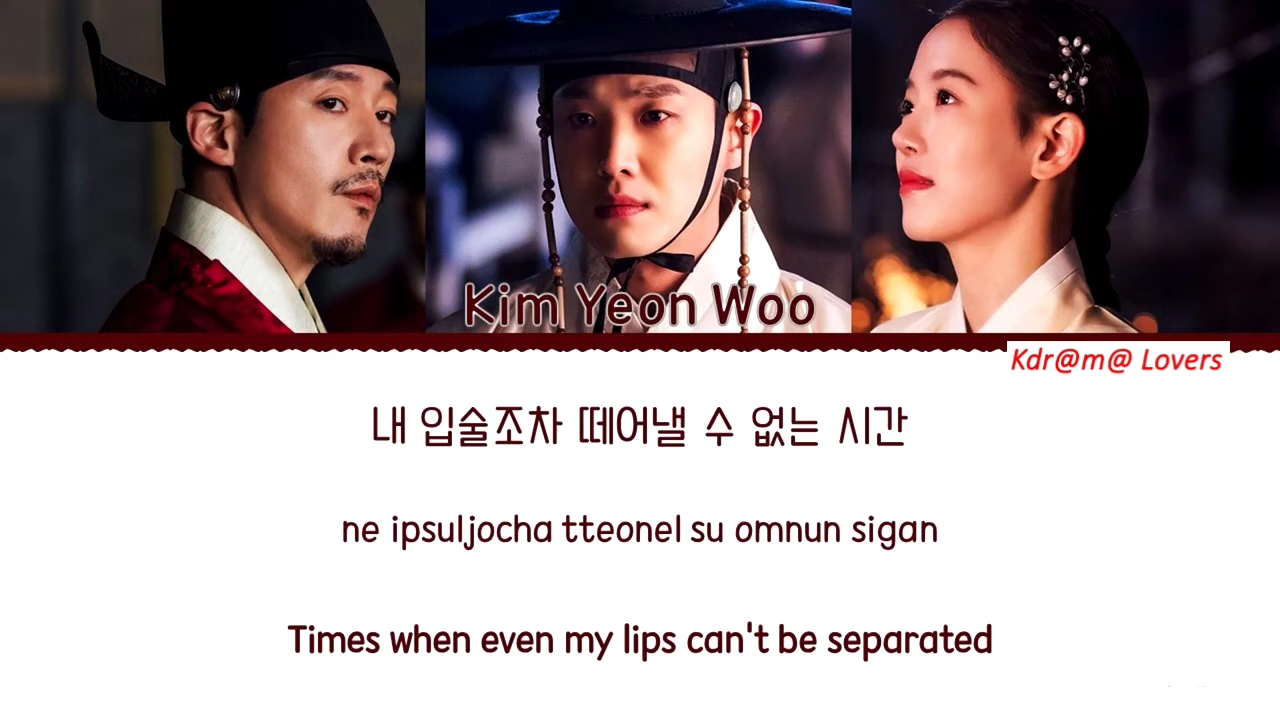 Kim Yeon Woo
Kdr@m@ Lovers
내 입술조차 떼어낼 수 없는 시간
ne ipsuljocha tteonel su omnun sigan
Times when even my lips can't be separated